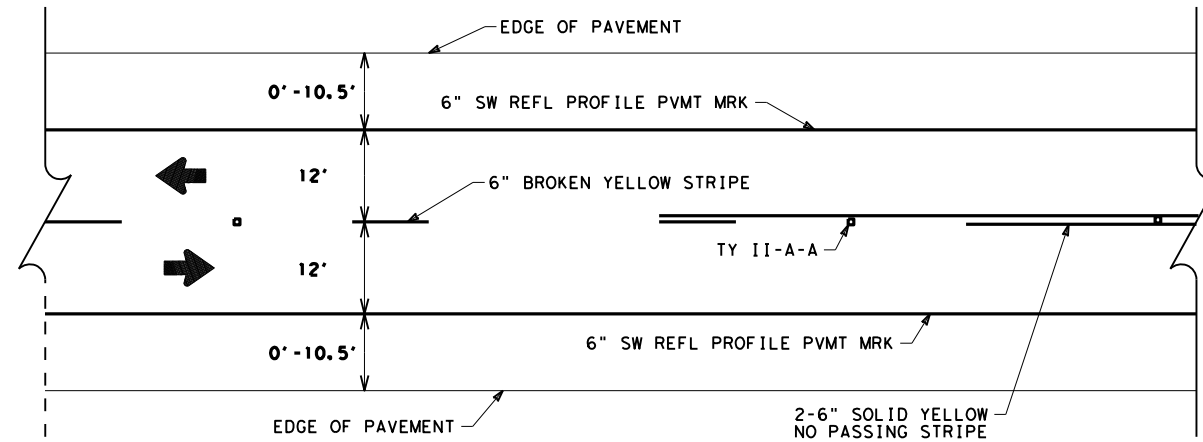 EDGE OF PAVEMENT
0'-10.5'
6" SW REFL PROFILE PVMT MRK
12'
6" BROKEN YELLOW STRIPE
TY II-A-A
12'
6" SW REFL PROFILE PVMT MRK
0'-10.5'
EDGE OF PAVEMENT
2-6" SOLID YELLOW
NO PASSING STRIPE